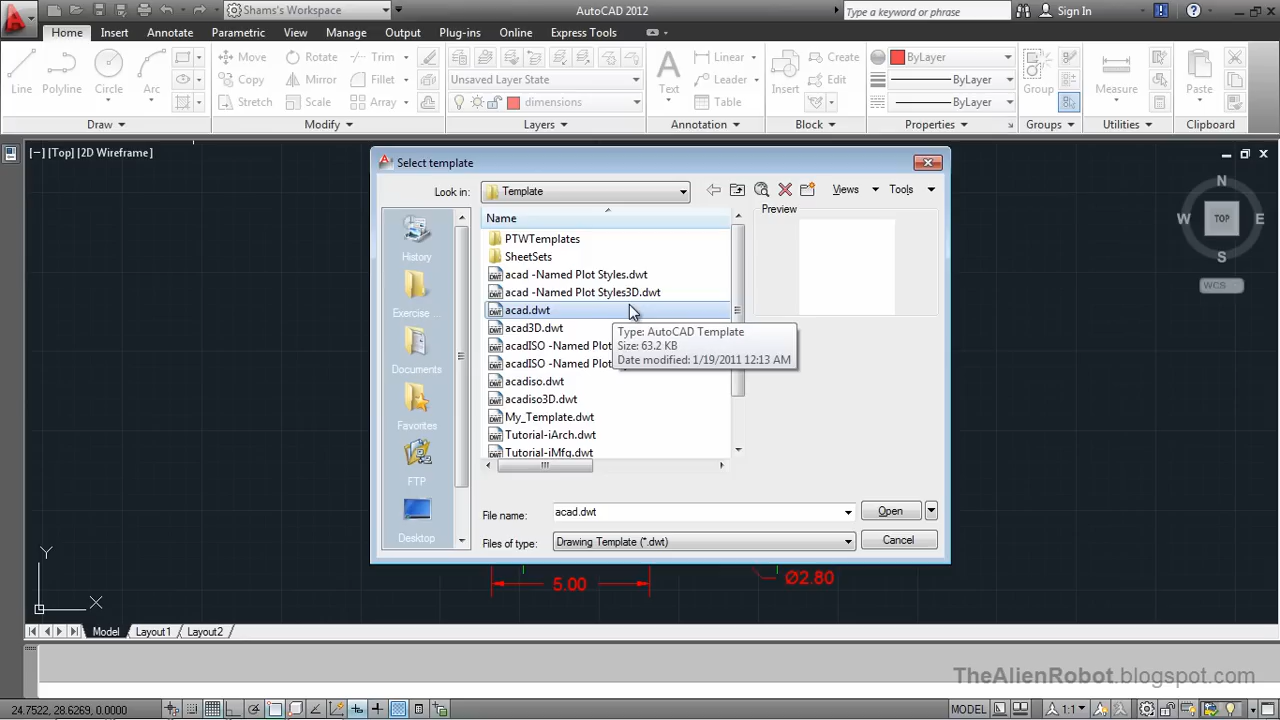 Shams's Workspace
AutoCAD 2012
Type a keyword or phrase
Sign In
Home Insert Annotate Parametric View Manage Output Plug-ins Online Express Tools
Line
Polyline
Circle
Arc
Draw
Move
Rotate
Trim
Copy
Mirror
Fillet
Stretch
Scale
Array
Modify
Unsaved Layer State
dimensions
Layers
Text
Linear
Leader
Table
Annotation
Insert
Create
Edit
Block
ByLayer
ByLayer
ByLayer
Properties
Group
Groups
Measure
Utilities
Paste
Clipboard
[−] [Top] [2D Wireframe]
Select template
Look in: Template
Views Tools
History
Exercise ...
Documents
Favorites
FTP
Desktop
Name
PTWTemplates
SheetSets
acad -Named Plot Styles.dwt
acad -Named Plot Styles3D.dwt
acad.dwt
acad3D.dwt
acadISO -Named Plot
acadISO -Named Plot
acadiso.dwt
acadiso3D.dwt
My_Template.dwt
Tutorial-iArch.dwt
Tutorial-iMfg.dwt
Type: AutoCAD Template
Size: 63.2 KB
Date modified: 1/19/2011 12:13 AM
Preview
File name: acad.dwt
Open
Files of type: Drawing Template (*.dwt)
Cancel
N
W TOP E
S
WCS
Y
X
5.00
Ø2.80
Model Layout1 Layout2
TheAlienRobot.blogspot.com
24.7522, 28.6269, 0.0000
MODEL
1:1